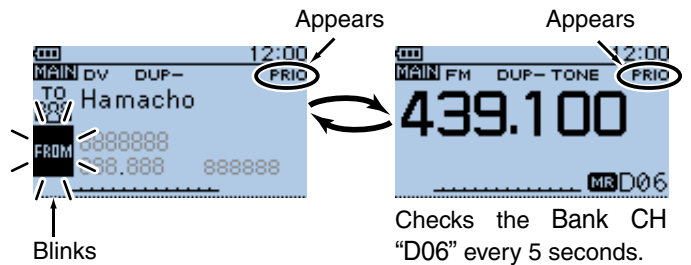 Appears
Appears
12:00
MAIN DV DUP- PRIO
TO
Hamacho
FROM
8888888
888.888 888888
Blinks
12:00
MAIN FM DUP- TONE PRIO
439.100
MR D06
Checks the Bank CH
“D06” every 5 seconds.